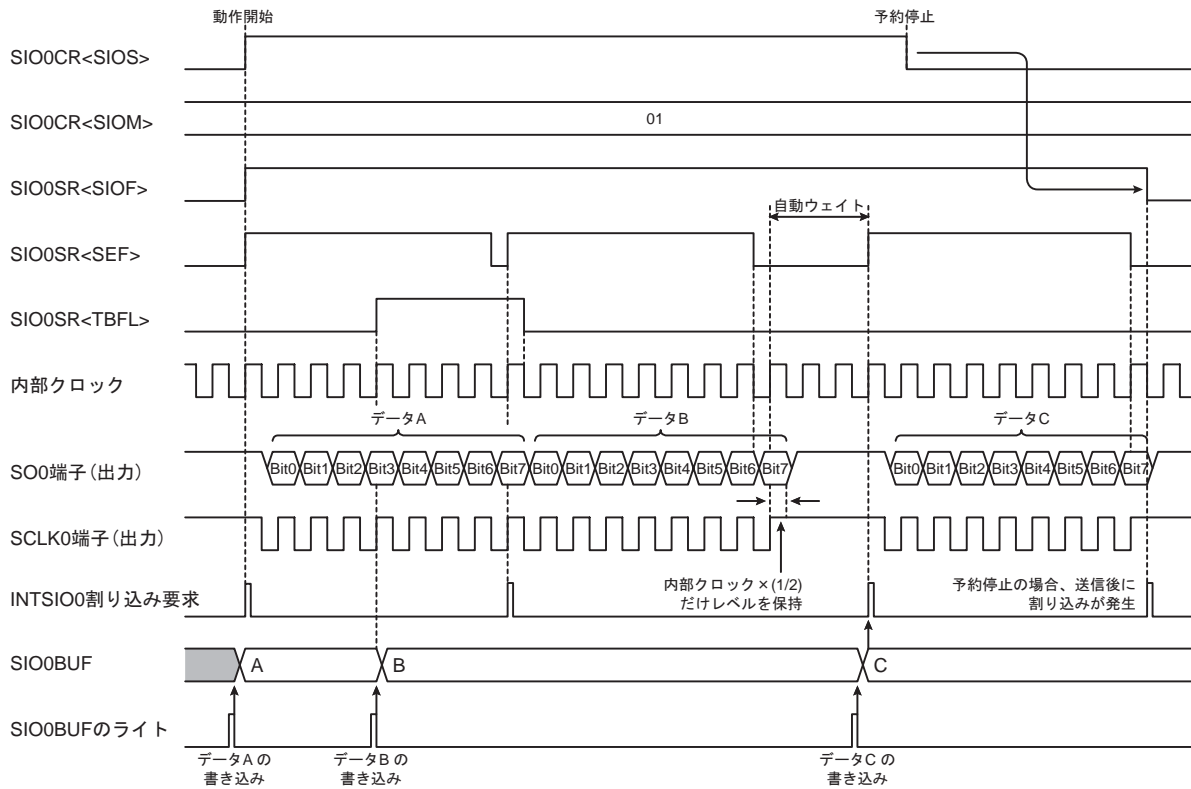 動作開始
予約停止
SIO0CR<SIOS>
SIO0CR<SIOM>
01
SIO0SR<SIOF>
自動ウェイト
SIO0SR<SEF>
SIO0SR<TBFL>
内部クロック
データA
データB
データC
SO0端子(出力)
Bit0 Bit1 Bit2 Bit3 Bit4 Bit5 Bit6 Bit7 Bit0 Bit1 Bit2 Bit3 Bit4 Bit5 Bit6 Bit7 Bit0 Bit1 Bit2 Bit3 Bit4 Bit5 Bit6 Bit7
SCLK0端子(出力)
内部クロック×(1/2)
だけレベルを保持
予約停止の場合、送信後に
割り込みが発生
INTSIO0割り込み要求
SIO0BUF
A
B
C
SIO0BUFのライト
データAの
書き込み
データBの
書き込み
データCの
書き込み